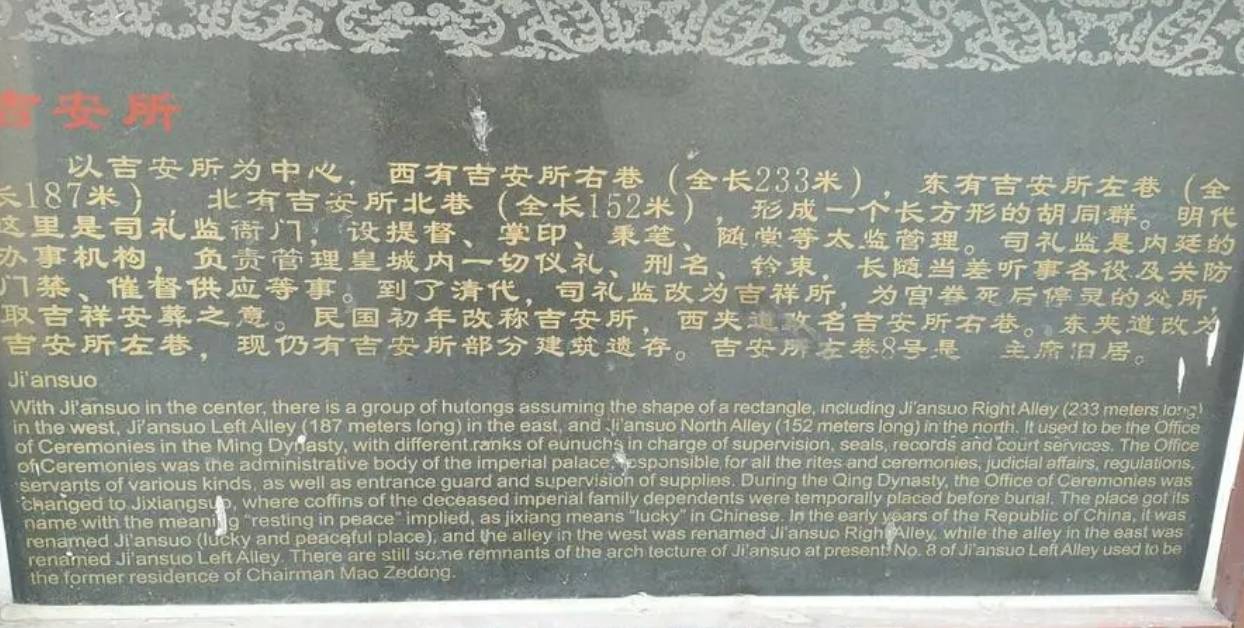 吉安所
以吉安所为中心，西有吉安所右巷（全长233米），东有吉安所左巷（全
长187米），北有吉安所北巷（全长152米），形成一个长方形的胡同群。明代
这里是司礼监衙门，设提督、掌印、秉笔、随堂等太监管理。司礼监是内廷的
办事机构，负责管理皇城内一切仪礼、刑名、钤束，长随当差听事各役及关防
门禁、催督供应等事。到了清代，司礼监改为吉祥所，为宫眷死后停灵的处所，
取吉祥安葬之意。民国初年改称吉安所，西夹道改名吉安所右巷。东夹道改为
吉安所左巷，现仍有吉安所部分建筑遗存。吉安所左巷8号是 主席旧居。
Ji'ansuo
With Ji'ansuo in the center, there is a group of hutongs assuming the shape of a rectangle, including Ji'ansuo Right Alley (233 meters long)
in the west, Ji'ansuo Left Alley (187 meters long) in the east, and Ji'ansuo North Alley (152 meters long) in the north. It used to be the Office
of Ceremonies in the Ming Dynasty, with different ranks of eunuchs in charge of supervision, seals, records and court services. The Office
of Ceremonies was the administrative body of the imperial palace, responsible for all the rites and ceremonies, judicial affairs, regulations,
servants of various kinds, as well as entrance guard and supervision of supplies. During the Qing Dynasty, the Office of Ceremonies was
changed to Jixiangsuo, where coffins of the deceased imperial family dependents were temporally placed before burial. The place got its
name with the meaning "resting in peace" implied, as jixiang means "lucky" in Chinese. In the early years of the Republic of China, it was
renamed Ji'ansuo (lucky and peaceful place), and the alley in the west was renamed Ji'ansuo Right Alley, while the alley in the east was
renamed Ji'ansuo Left Alley. There are still some remnants of the architecture of Ji'ansuo at present. No. 8 of Ji'ansuo Left Alley used to be
the former residence of Chairman Mao Zedong.